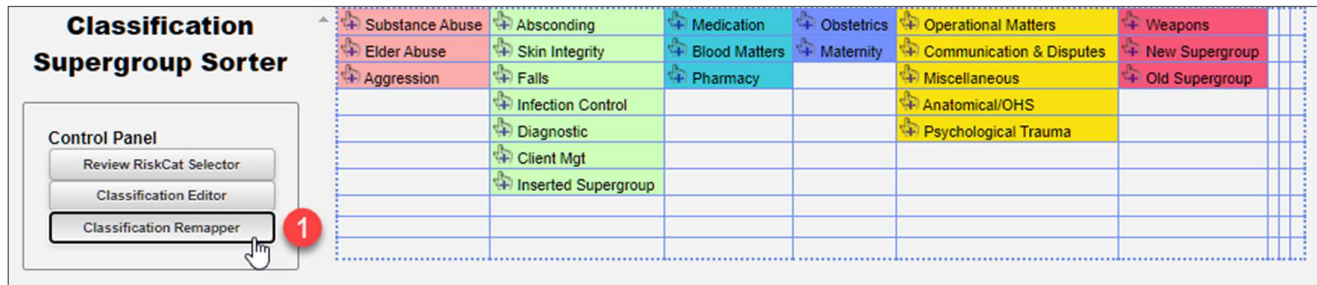 Classification
Supergroup Sorter
Control Panel
Review RiskCat Selector
Classification Editor
Classification Remapper
1
Substance Abuse Absconding Medication Obstetrics Operational Matters Weapons
Elder Abuse Skin Integrity Blood Matters Maternity Communication & Disputes New Supergroup
Aggression Falls Pharmacy Miscellaneous Old Supergroup
Infection Control Anatomical/OHS
Diagnostic Psychological Trauma
Client Mgt
Inserted Supergroup